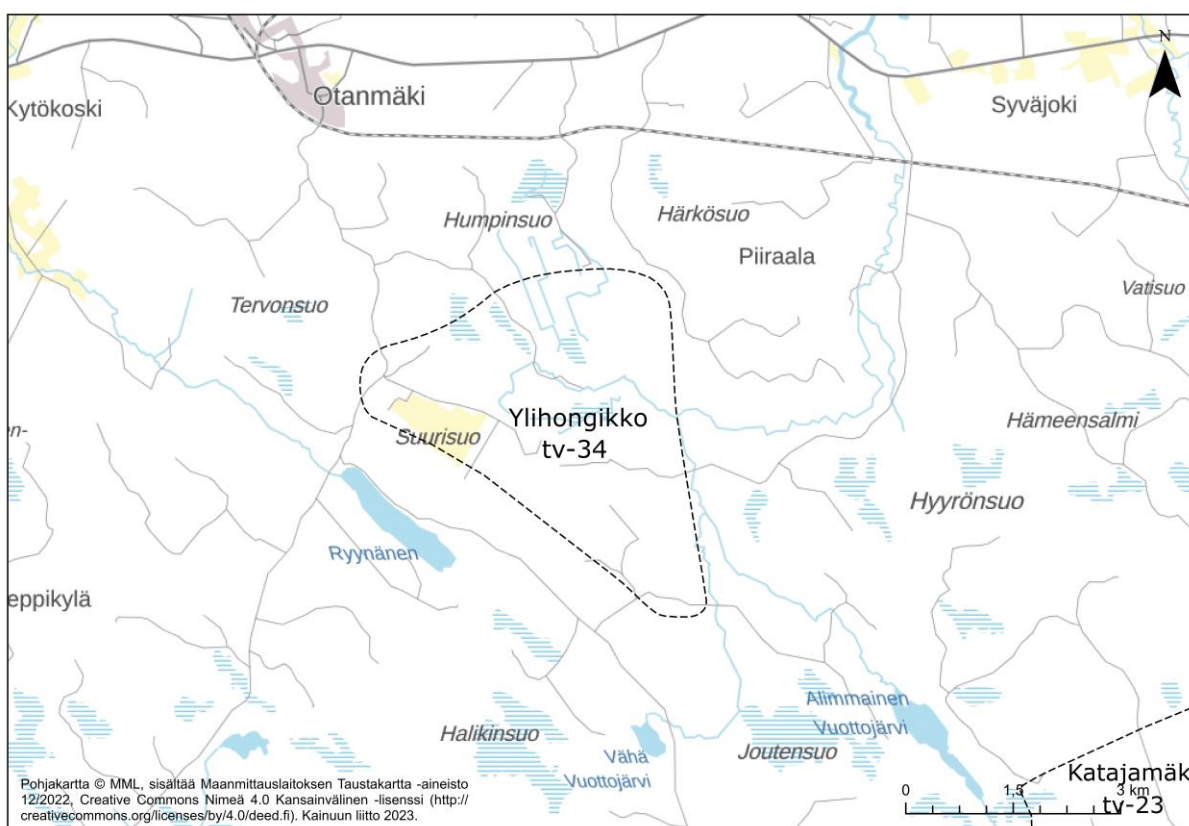 N
Otanmäki
Kytökoski
Syväjoki
Humpinsuo
Härkösuo
Piiraala
Vatisuo
Tervonsuo
Ylihongikko
tv-34
Hämeensalmi
en-
Suurisuo
Hyyrönsuo
Ryynänen
eppikylä
Alimmainen
Vuottojärvi
Halikinsuo
Joutensuo
Vähä
Vuottojärvi
Katajamäk
tv-23
0 1,5 3 km
Pohjakartta © MML, sisältää Maanmittauslaitoksen Taustakartta -aineisto
12/2022, Creative Commons Nimeä 4.0 Kansainvälinen -lisenssi (http://
creativecommons.org/licenses/by/4.0/deed.fi). Kainuun liitto 2023.